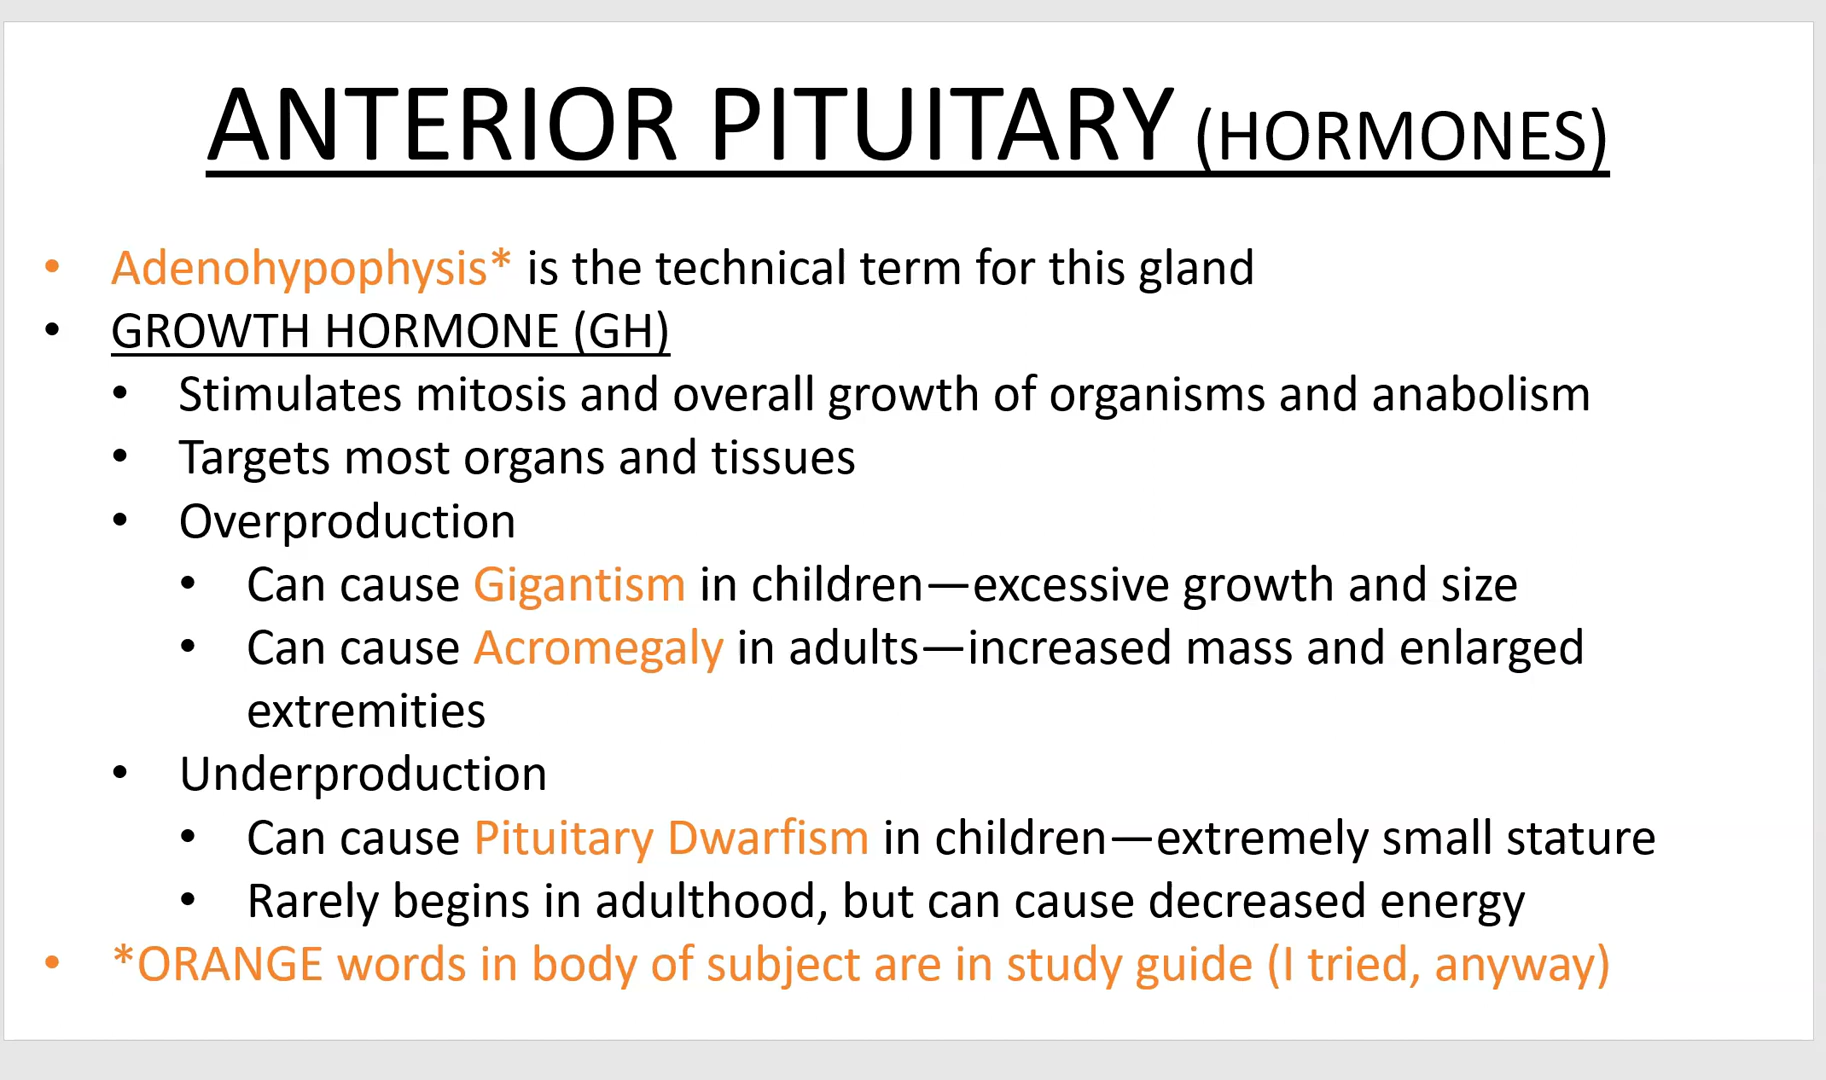 ANTERIOR PITUITARY (HORMONES)
• Adenohypophysis* is the technical term for this gland
• GROWTH HORMONE (GH)
• Stimulates mitosis and overall growth of organisms and anabolism
• Targets most organs and tissues
• Overproduction
• Can cause Gigantism in children—excessive growth and size
• Can cause Acromegaly in adults—increased mass and enlarged
extremities
• Underproduction
• Can cause Pituitary Dwarfism in children—extremely small stature
• Rarely begins in adulthood, but can cause decreased energy
• *ORANGE words in body of subject are in study guide (I tried, anyway)